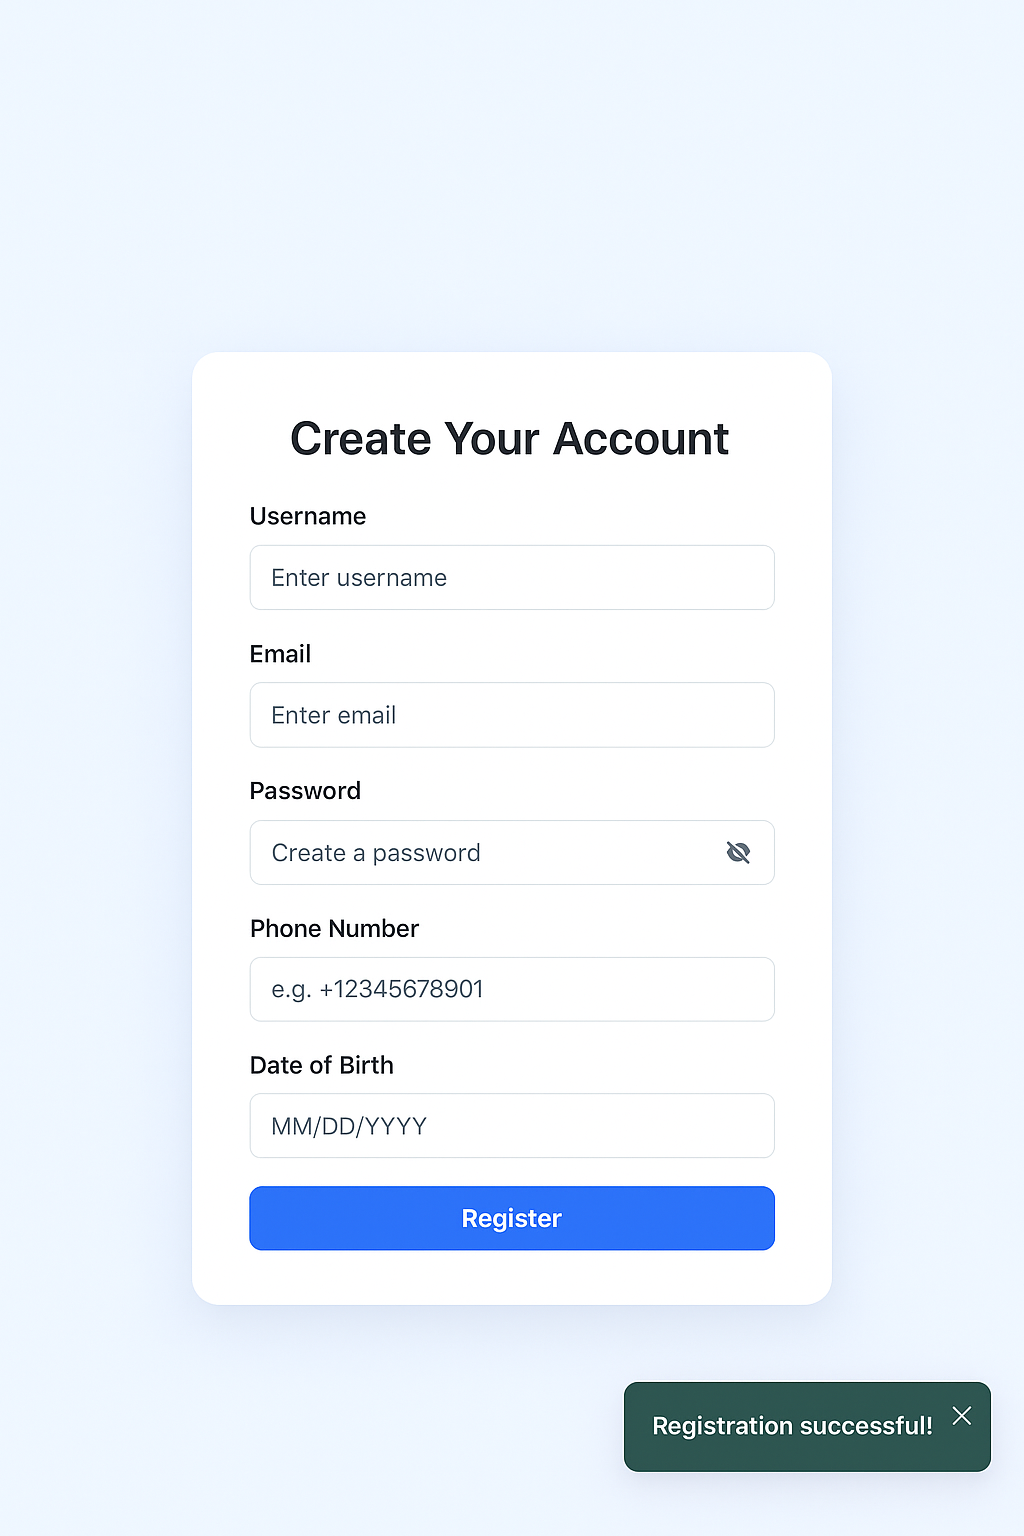 Create Your Account
Username
Enter username
Email
Enter email
Password
Create a password
Phone Number
e.g. +12345678901
Date of Birth
MM/DD/YYYY
Register
Registration successful!